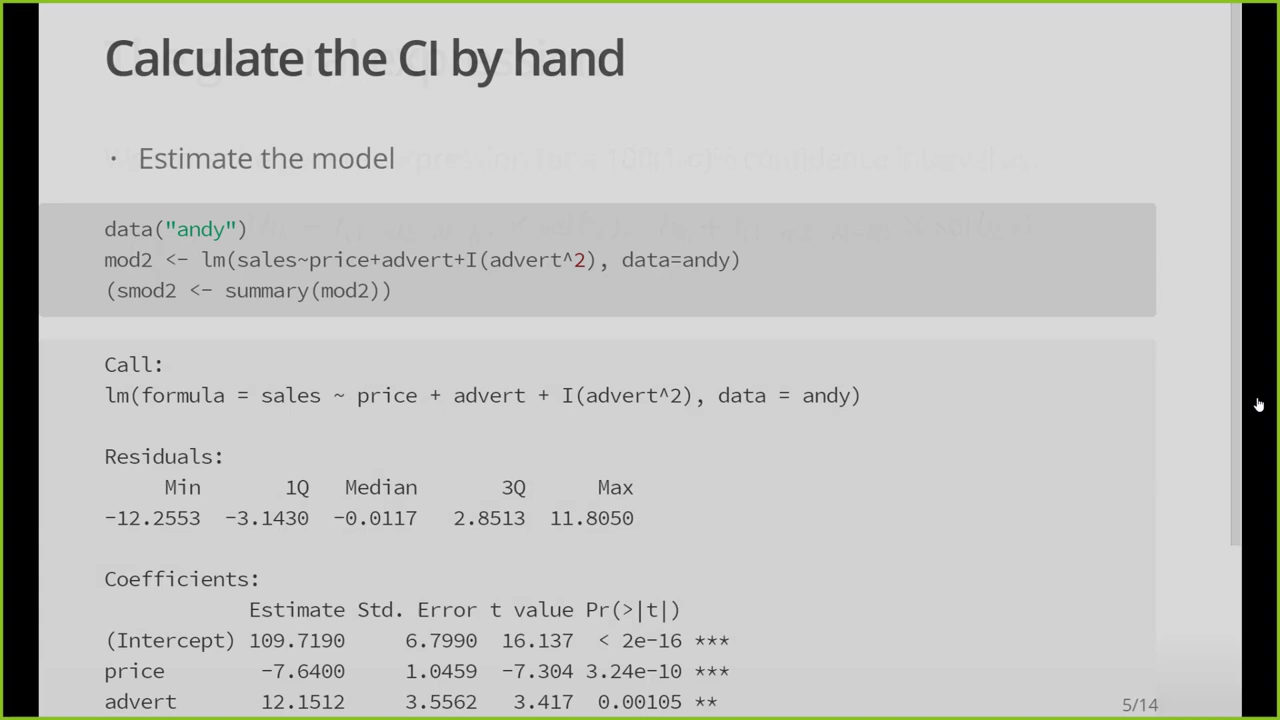 Calculate the CI by hand
• Estimate the model
data("andy")
mod2 <- lm(sales~price+advert+I(advert^2), data=andy)
(smod2 <- summary(mod2))
Call:
lm(formula = sales ~ price + advert + I(advert^2), data = andy)
Residuals:
Min 1Q Median 3Q Max
-12.2553 -3.1430 -0.0117 2.8513 11.8050
Coefficients:
Estimate Std. Error t value Pr(>|t|)
(Intercept) 109.7190 6.7990 16.137 < 2e-16 ***
price -7.6400 1.0459 -7.304 3.24e-10 ***
advert 12.1512 3.5562 3.417 0.00105 **
5/14